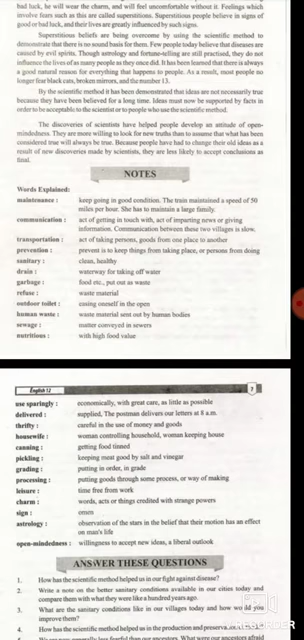 bad luck, he will be charm, and will feel uncomfortable without it. Feelings which
involve fears such as this are called superstitions. Superstitious people believe in signs
of good or bad luck, and their lives are greatly influenced by such signs.
Superstitious beliefs are being overcome by using the scientific method to
demonstrate that there is no sound basis for them. Few people today believe that diseases are
caused by evil spirits. Though astrology and fortune-telling are still practiced, they do not
influence the lives of as many people as they once did. It has been learned that there is always
a good natural reason for everything that happens to people. As a result, most people no
longer fear black cats, broken mirrors, and the number 13.
By the scientific method it has been demonstrated that ideas are not necessarily true
because they have been believed for a long time. Ideas must now be supported by facts in
order to be acceptable to the scientist or to people who use the scientific method.
The discoveries of scientists have helped people develop an attitude of open-
mindedness. They are more willing to look for new truths than to assume that what has been
considered true will always be true. Because people have had to change their old ideas as a
result of new discoveries made by scientists, they are less likely to accept conclusions as
final.
NOTES
Words Explained:
maintenance : keep going in good condition. The train maintained a speed of 50
miles per hour. She has to maintain a large family.
communication : act of getting in touch with, act of imparting news or giving
information. Communication between these two villages is slow.
transportation : act of taking persons, goods from one place to another
prevention : prevent is to keep things from taking place, or persons from doing
sanitary : clean, healthy
drain : waterway for taking off water
garbage : food etc., put out as waste
refuse : waste material
outdoor toilet : easing oneself in the open
human waste : waste material sent out by human bodies
sewage : matter conveyed in sewers
nutritious : with high food value
English 12 7
use sparingly : economically, with great care, as little as possible
delivered : supplied, The postman delivers our letters at 8 a.m.
thrifty : careful in the use of money and goods
housewife : woman controlling household, woman keeping house
canning : getting food tinned
pickling : keeping meat good by salt and vinegar
grading : putting in order, in grade
processing : putting goods through some process, or way of making
leisure : time free from work
charm : words, acts or things credited with strange powers
sign : omen
astrology : observation of the stars in the belief that their motion has an effect
on man's life
open-mindedness : willingness to accept new ideas, a liberal outlook
ANSWER THESE QUESTIONS
1. How has the scientific method helped us in our fight against disease?
2. Write a note on the better sanitary conditions available in our cities today and
compare them with what they were like a hundred years ago.
3. What are the sanitary conditions like in our villages today and how would you
improve them?
4. How has the scientific method helped us in the production and preservation